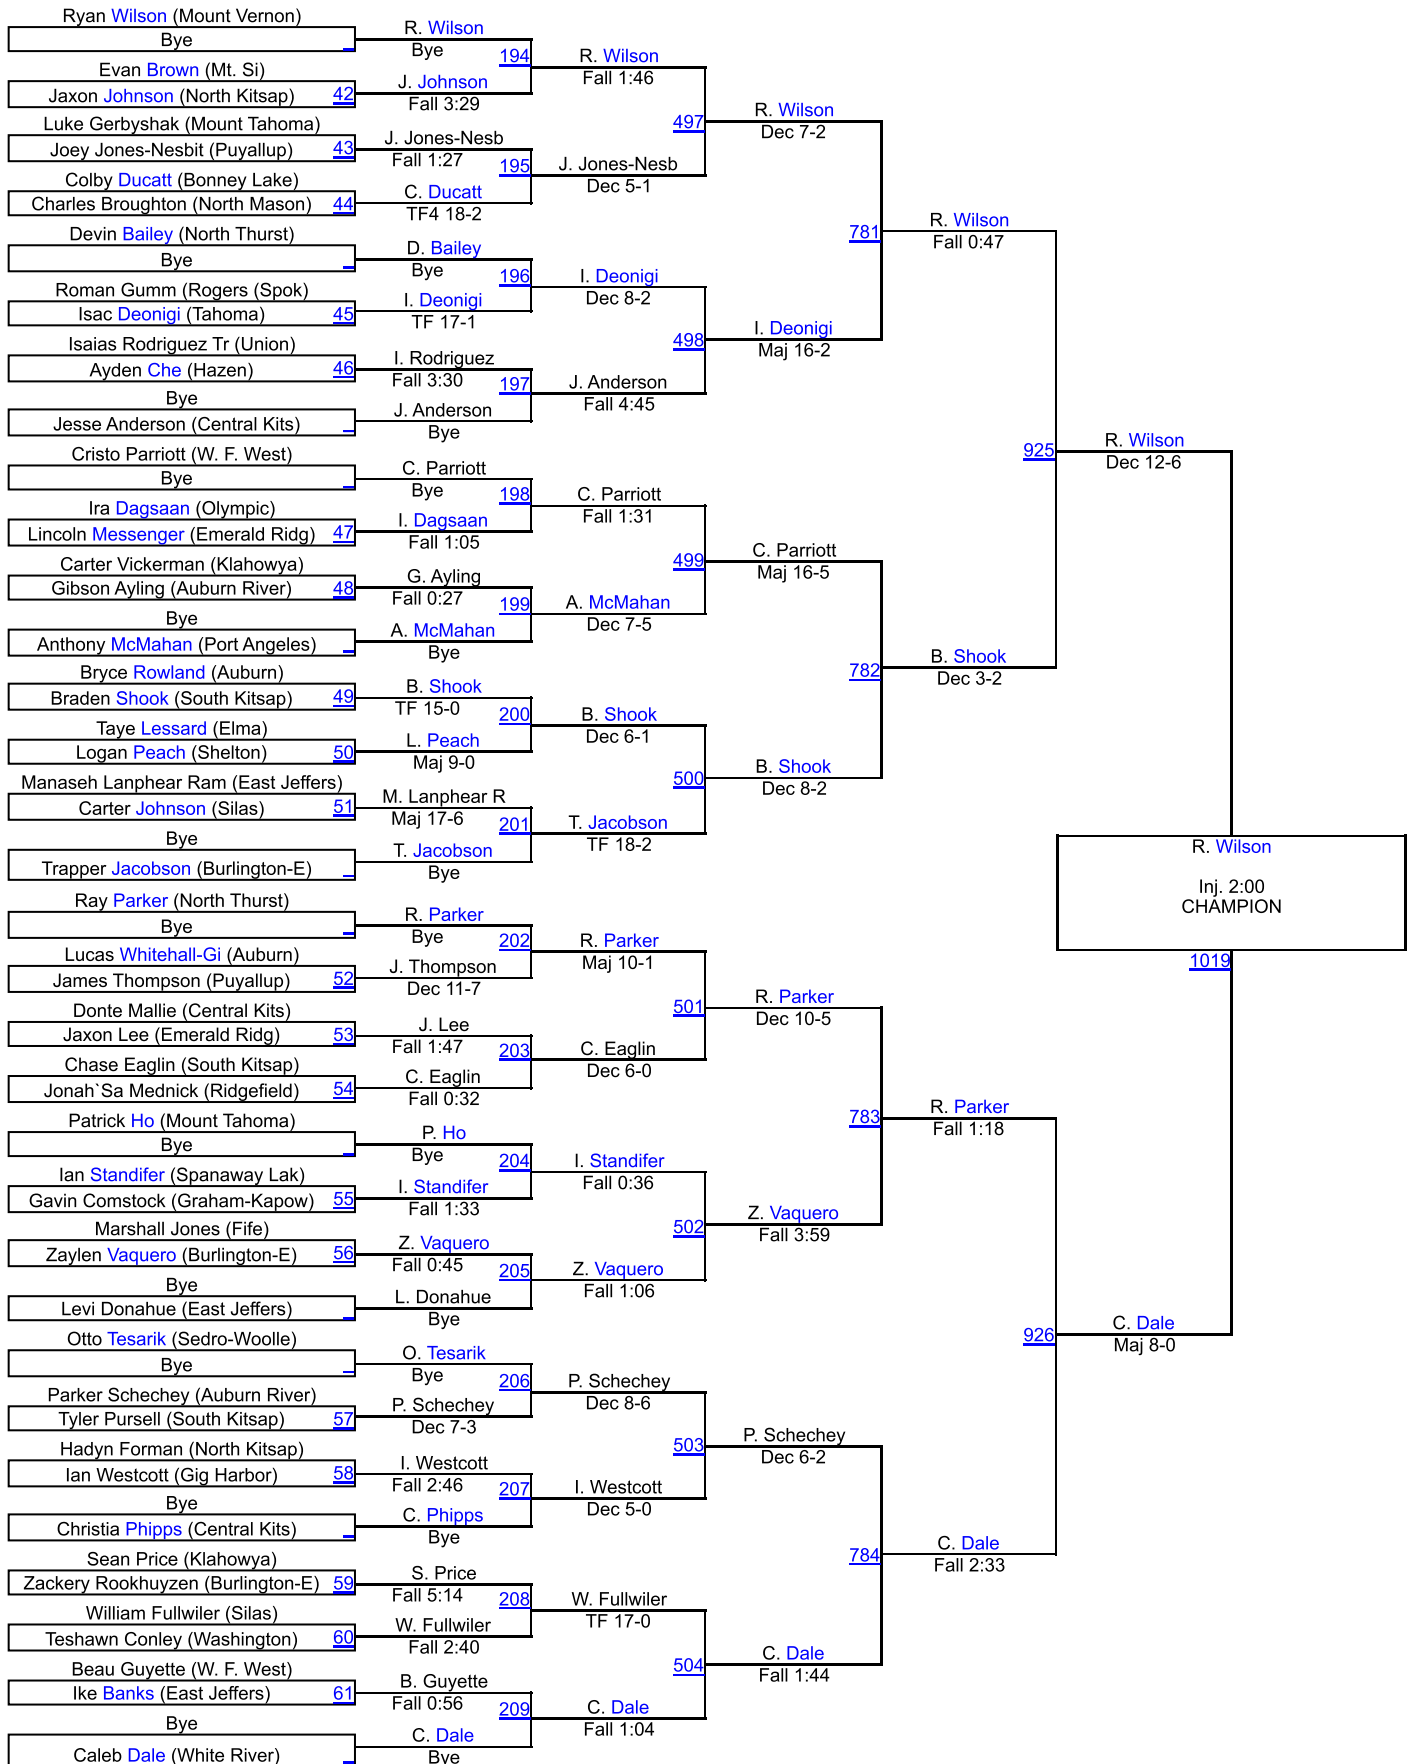 Ryan Wilson (Mount Vernon)
Bye
Evan Brown (Mt. Si)
Jaxon Johnson (North Kitsap) 42
Luke Gerbyshak (Mount Tahoma)
Joey Jones-Nesbit (Puyallup) 43
Colby Ducatt (Bonney Lake)
Charles Broughton (North Mason) 44
Devin Bailey (North Thurst)
Bye
Roman Gumm (Rogers (Spok)
Isac Deonigi (Tahoma) 45
Isaias Rodriguez Tr (Union)
Ayden Che (Hazen) 46
Bye
Jesse Anderson (Central Kits)
Cristo Parriott (W. F. West)
Bye
Ira Dagsaan (Olympic)
Lincoln Messenger (Emerald Ridg) 47
Carter Vickerman (Klahowya)
Gibson Ayling (Auburn River) 48
Bye
Anthony McMahan (Port Angeles)
Bryce Rowland (Auburn)
Braden Shook (South Kitsap) 49
Taye Lessard (Elma)
Logan Peach (Shelton) 50
Manaseh Lanphear Ram (East Jeffers)
Carter Johnson (Silas) 51
Bye
Trapper Jacobson (Burlington-E)
Ray Parker (North Thurst)
Bye
Lucas Whitehall-Gi (Auburn)
James Thompson (Puyallup) 52
Donte Mallie (Central Kits)
Jaxon Lee (Emerald Ridg) 53
Chase Eaglin (South Kitsap)
Jonah`Sa Mednick (Ridgefield) 54
Patrick Ho (Mount Tahoma)
Bye
Ian Standifer (Spanaway Lak)
Gavin Comstock (Graham-Kapow) 55
Marshall Jones (Fife)
Zaylen Vaquero (Burlington-E) 56
Bye
Levi Donahue (East Jeffers)
Otto Tesarik (Sedro-Woolle)
Bye
Parker Schechey (Auburn River)
Tyler Pursell (South Kitsap) 57
Hadyn Forman (North Kitsap)
Ian Westcott (Gig Harbor) 58
Bye
Christia Phipps (Central Kits)
Sean Price (Klahowya)
Zackery Rookhuyzen (Burlington-E) 59
William Fullwiler (Silas)
Teshawn Conley (Washington) 60
Beau Guyette (W. F. West)
Ike Banks (East Jeffers) 61
Bye
Caleb Dale (White River)
R. Wilson
Bye
194
J. Johnson
Fall 3:29
J. Jones-Nesb
Fall 1:27
195
C. Ducatt
TF4 18-2
D. Bailey
Bye
196
I. Deonigi
TF 17-1
I. Rodriguez
Fall 3:30
197
J. Anderson
Bye
C. Parriott
Bye
198
I. Dagsaan
Fall 1:05
G. Ayling
Fall 0:27
199
A. McMahan
Bye
B. Shook
TF 15-0
200
L. Peach
Maj 9-0
M. Lanphear R
Maj 17-6
201
T. Jacobson
Bye
R. Parker
Bye
202
J. Thompson
Dec 11-7
J. Lee
Fall 1:47
203
C. Eaglin
Fall 0:32
P. Ho
Bye
204
I. Standifer
Fall 1:33
Z. Vaquero
Fall 0:45
205
L. Donahue
Bye
O. Tesarik
Bye
206
P. Schechey
Dec 7-3
I. Westcott
Fall 2:46
207
C. Phipps
Bye
S. Price
Fall 5:14
208
W. Fullwiler
Fall 2:40
B. Guyette
Fall 0:56
209
C. Dale
Bye
R. Wilson
Fall 1:46
497
J. Jones-Nesb
Dec 5-1
I. Deonigi
Dec 8-2
498
J. Anderson
Fall 4:45
C. Parriott
Fall 1:31
499
A. McMahan
Dec 7-5
B. Shook
Dec 6-1
500
T. Jacobson
TF 18-2
R. Parker
Maj 10-1
501
C. Eaglin
Dec 6-0
I. Standifer
Fall 0:36
502
Z. Vaquero
Fall 1:06
P. Schechey
Dec 8-6
503
I. Westcott
Dec 5-0
W. Fullwiler
TF 17-0
504
C. Dale
Fall 1:04
R. Wilson
Dec 7-2
781
I. Deonigi
Maj 16-2
C. Parriott
Maj 16-5
782
B. Shook
Dec 8-2
R. Parker
Dec 10-5
783
Z. Vaquero
Fall 3:59
P. Schechey
Dec 6-2
784
C. Dale
Fall 1:44
R. Wilson
Fall 0:47
925
B. Shook
Dec 3-2
R. Parker
Fall 1:18
926
C. Dale
Fall 2:33
R. Wilson
Dec 12-6
C. Dale
Maj 8-0
R. Wilson
Inj. 2:00
CHAMPION
1019